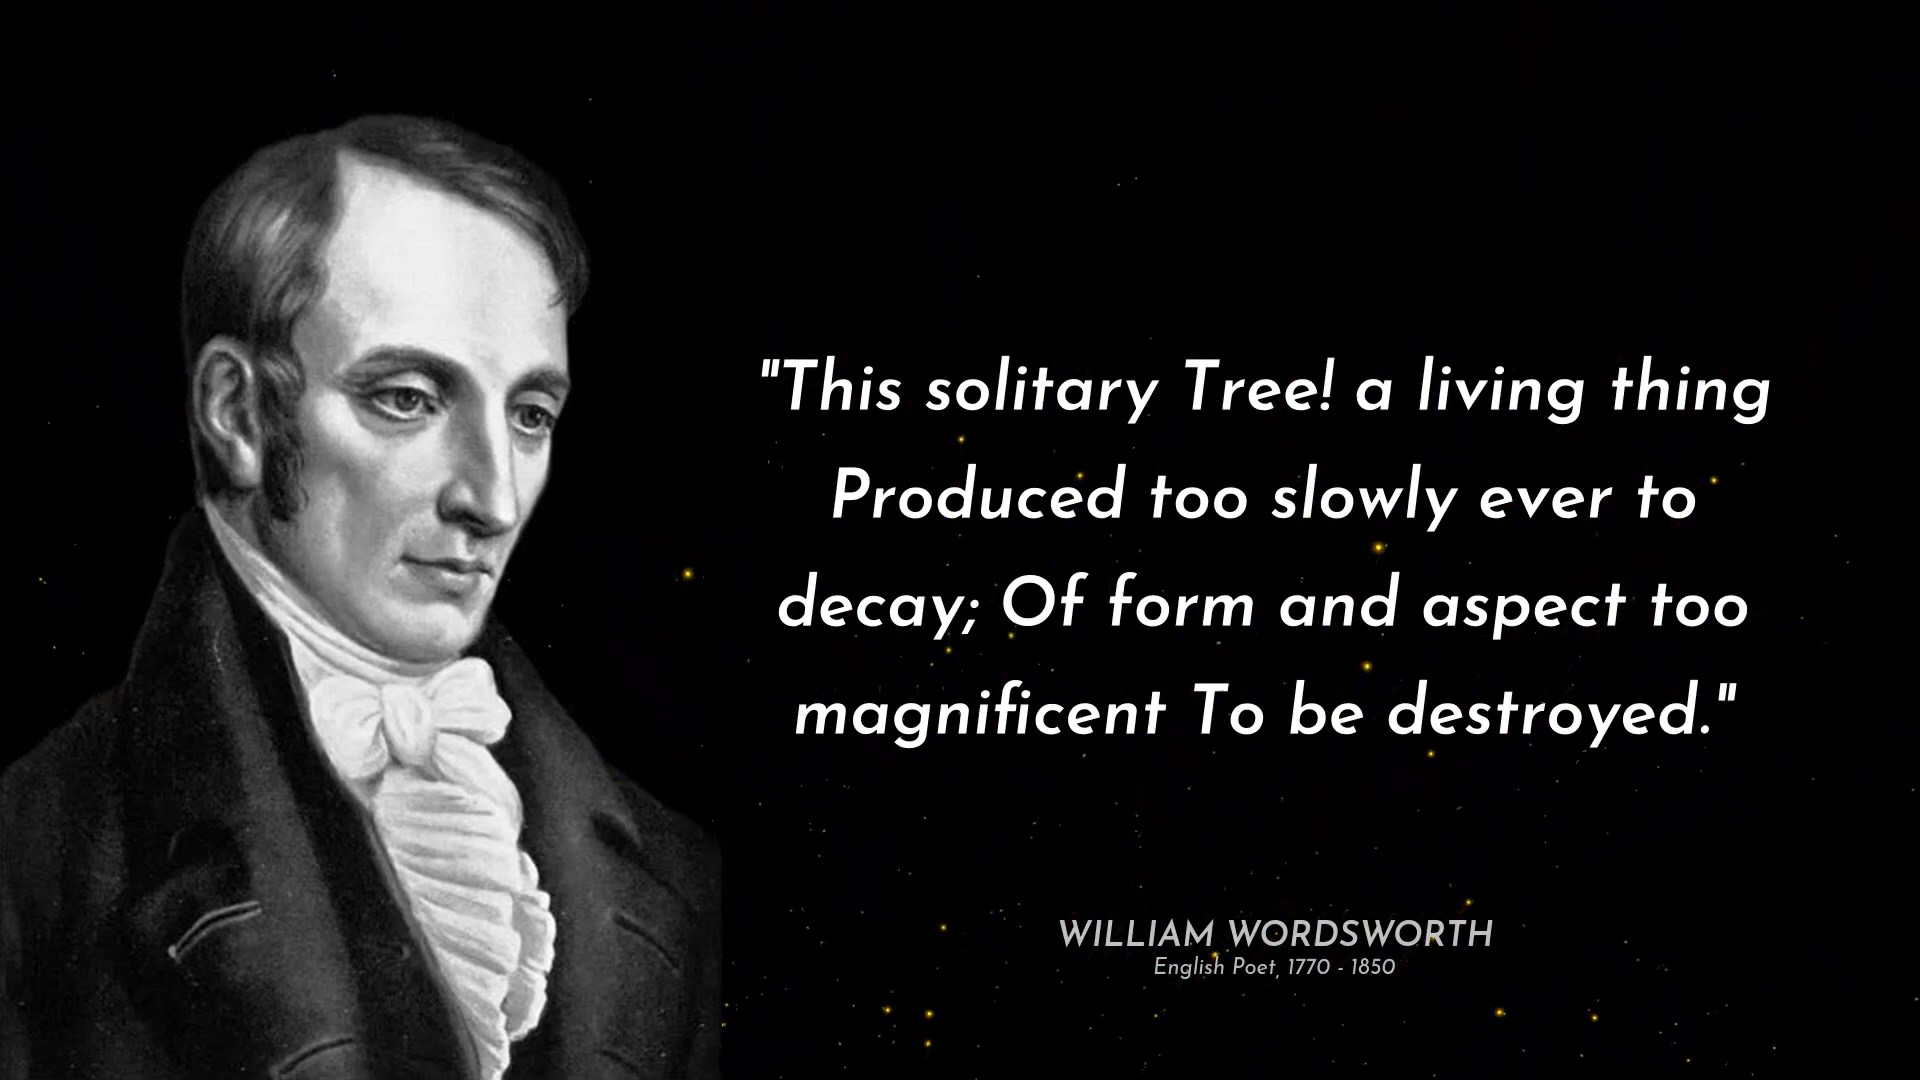 "This solitary Tree! a living thing
Produced too slowly ever to
decay; Of form and aspect too
magnificent To be destroyed."
WILLIAM WORDSWORTH
English Poet, 1770 - 1850